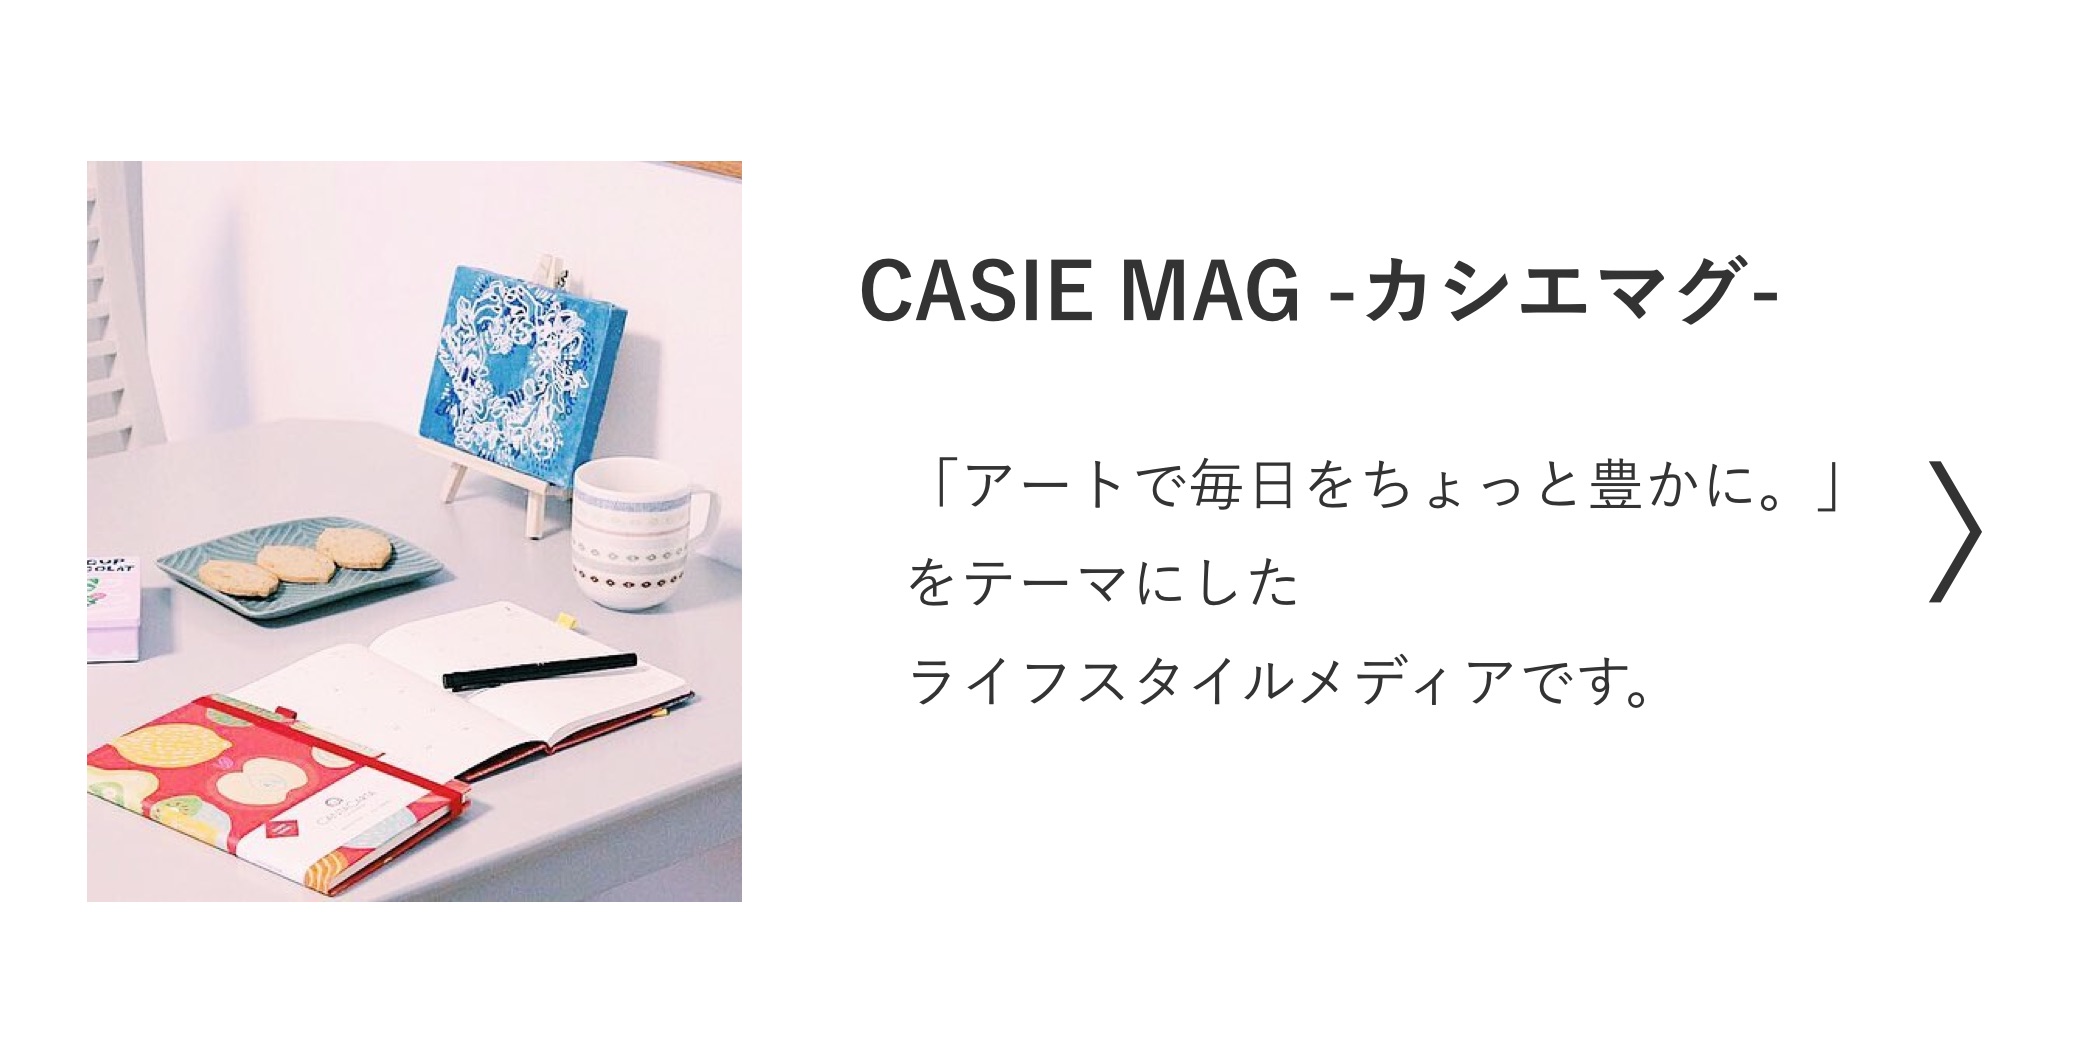 CASIE MAG -カシエマグ-
「アートで毎日をちょっと豊かに。」
をテーマにした
ライフスタイルメディアです。